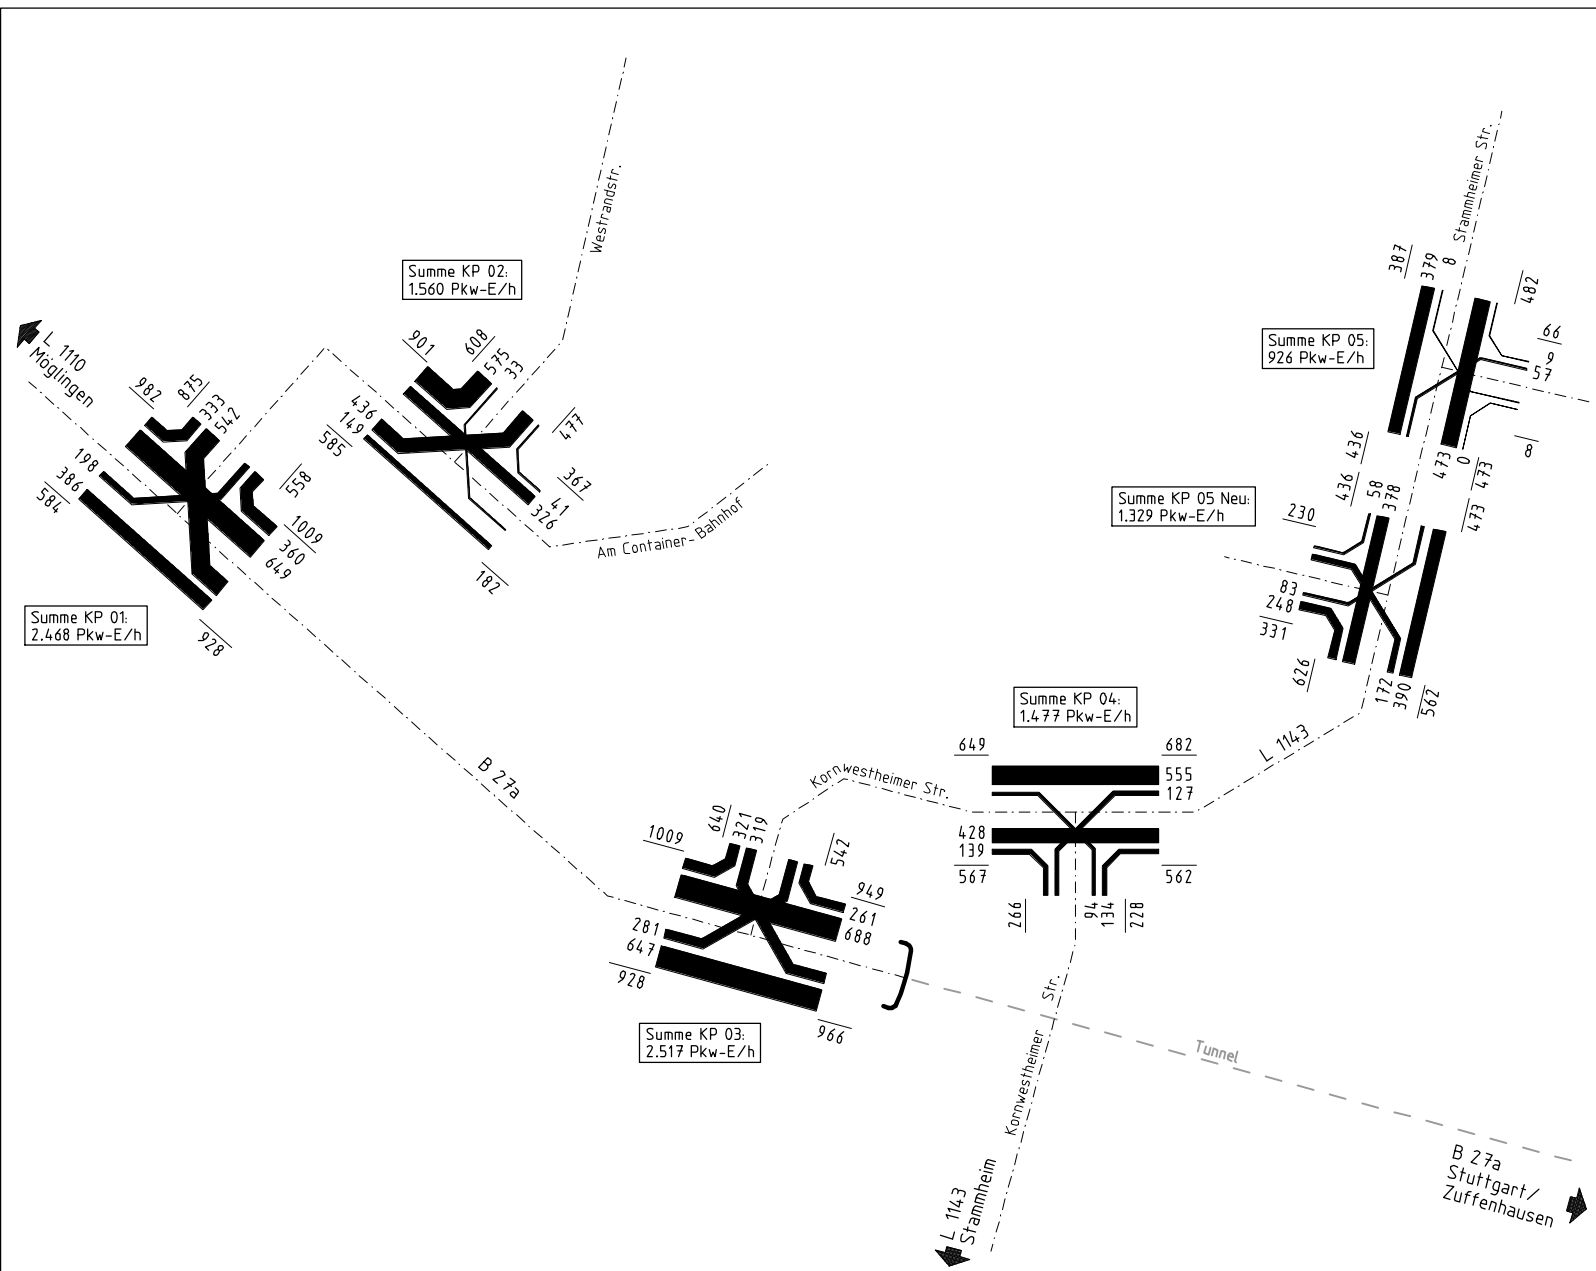 Westrandstr.
Stammheimer Str.
8
379
387
482
66
9
57
8
0
473
473
436
Summe KP 05:
926 Pkw-E/h
Summe KP 02:
1.560 Pkw-E/h
901
608
575
33
436
149
585
477
367
41
326
182
Am Container-Bahnhof
L 1110
Möglingen
982
875
333
542
198
386
584
558
1009
360
649
928
Summe KP 01:
2.468 Pkw-E/h
Summe KP 05 Neu:
1.329 Pkw-E/h
436
58
378
473
230
83
248
331
626
172
390
562
B 27a
L 1143
Kornwestheimer Str.
Summe KP 04:
1.477 Pkw-E/h
649
682
555
127
428
139
567
562
266
94
134
228
1009
640
321
319
542
949
261
688
281
647
928
966
Summe KP 03:
2.517 Pkw-E/h
Kornwestheimer Str.
Tunnel
L 1143
Stammheim
B 27a
Stuttgart/
Zuffenhausen